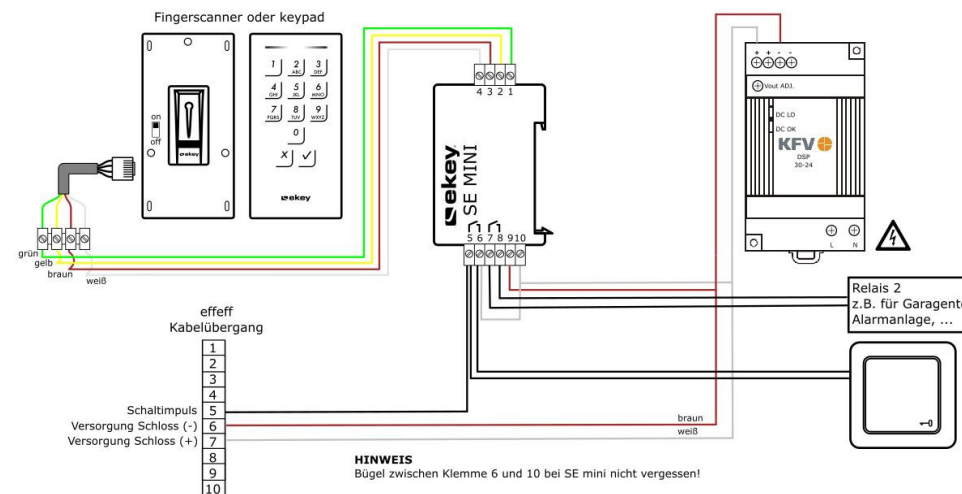 Fingerscanner oder keypad
on
off
ekey
1 2 ABC 3 DEF
4 GHI 5 JKL 6 MNO
7 PQRS 8 TUV 9 WXYZ
0
X ✓
ekey
grün
gelb
braun
weiß
4 3 2 1
ekey
SE MINI
5 6 7 8 9 10
+ + - -
Vout ADJ.
DC LO
DC OK
KFV
DSP
30-24
L N
Relais 2
z.B. für Garagent
Alarmanlage, ...
effeff
Kabelübergang
1
2
3
4
Schaltimpuls 5
Versorgung Schloss (-) 6
Versorgung Schloss (+) 7
8
9
10
braun
weiß
HINWEIS
Bügel zwischen Klemme 6 und 10 bei SE mini nicht vergessen!